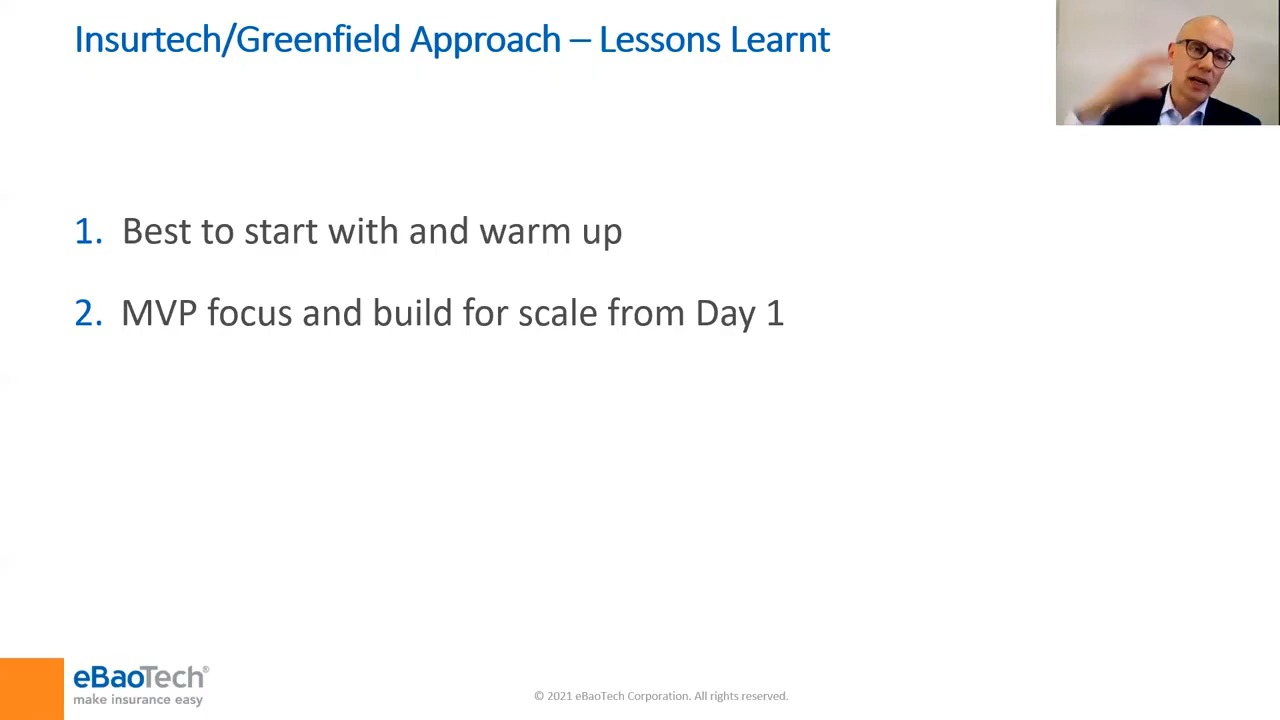 Insurtech/Greenfield Approach – Lessons Learnt
1. Best to start with and warm up
2. MVP focus and build for scale from Day 1
eBaoTech®
make insurance easy
© 2021 eBaoTech Corporation. All rights reserved.